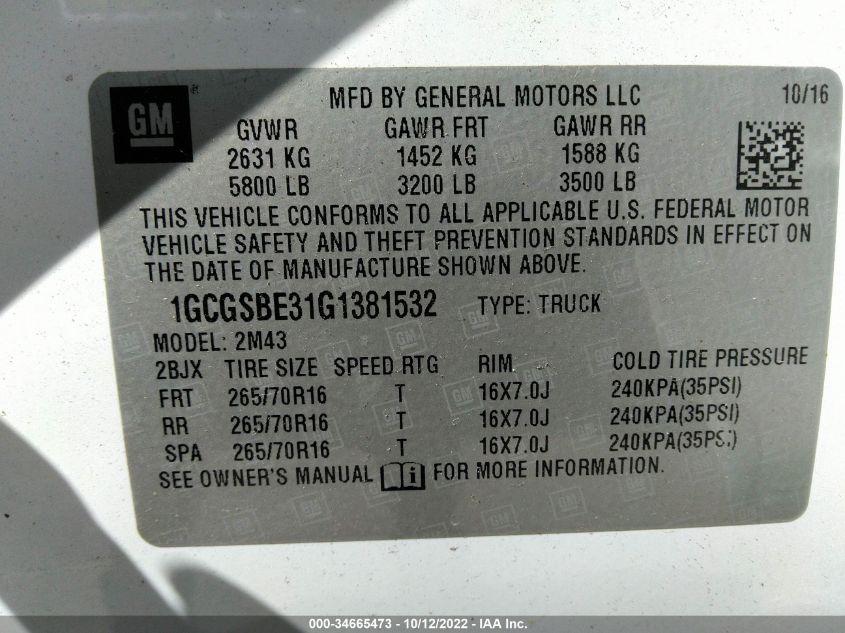 GM ® MFD BY GENERAL MOTORS LLC 10/16
GVWR GAWR FRT GAWR RR
2631 KG 1452 KG 1588 KG
5800 LB 3200 LB 3500 LB
THIS VEHICLE CONFORMS TO ALL APPLICABLE U.S. FEDERAL MOTOR
VEHICLE SAFETY AND THEFT PREVENTION STANDARDS IN EFFECT ON
THE DATE OF MANUFACTURE SHOWN ABOVE.
1GCGSBE31G1381532 TYPE: TRUCK
MODEL: 2M43
2BJX TIRE SIZE SPEED RTG RIM COLD TIRE PRESSURE
FRT 265/70R16 T 16X7.0J 240KPA(35PSI)
RR 265/70R16 T 16X7.0J 240KPA(35PSI)
SPA 265/70R16 T 16X7.0J 240KPA(35PSI)
SEE OWNER'S MANUAL i FOR MORE INFORMATION.
000-34665473 - 10/12/2022 - IAA Inc.